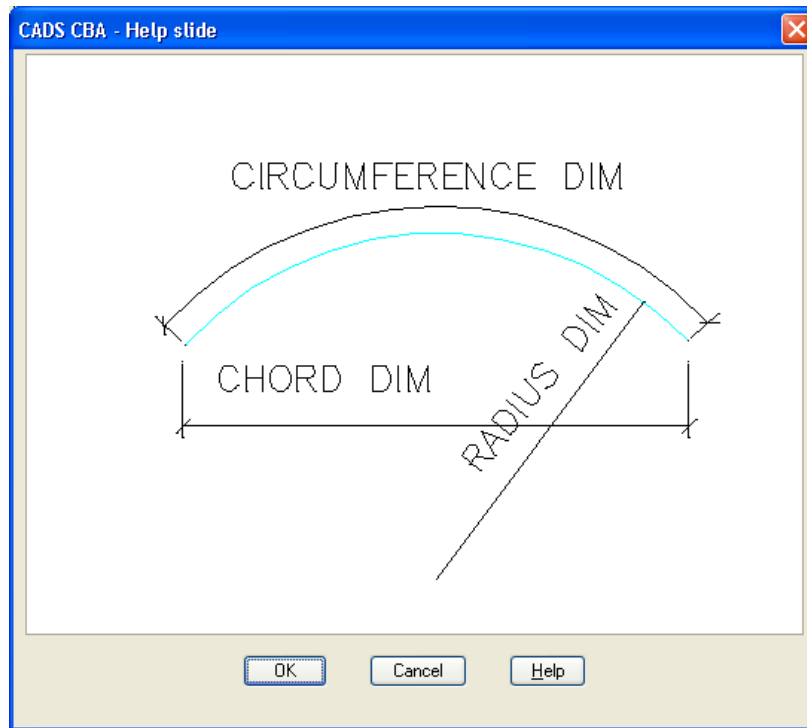 CADS CBA - Help slide
CIRCUMFERENCE DIM
CHORD DIM
RADIUS DIM
OK
Cancel
Help